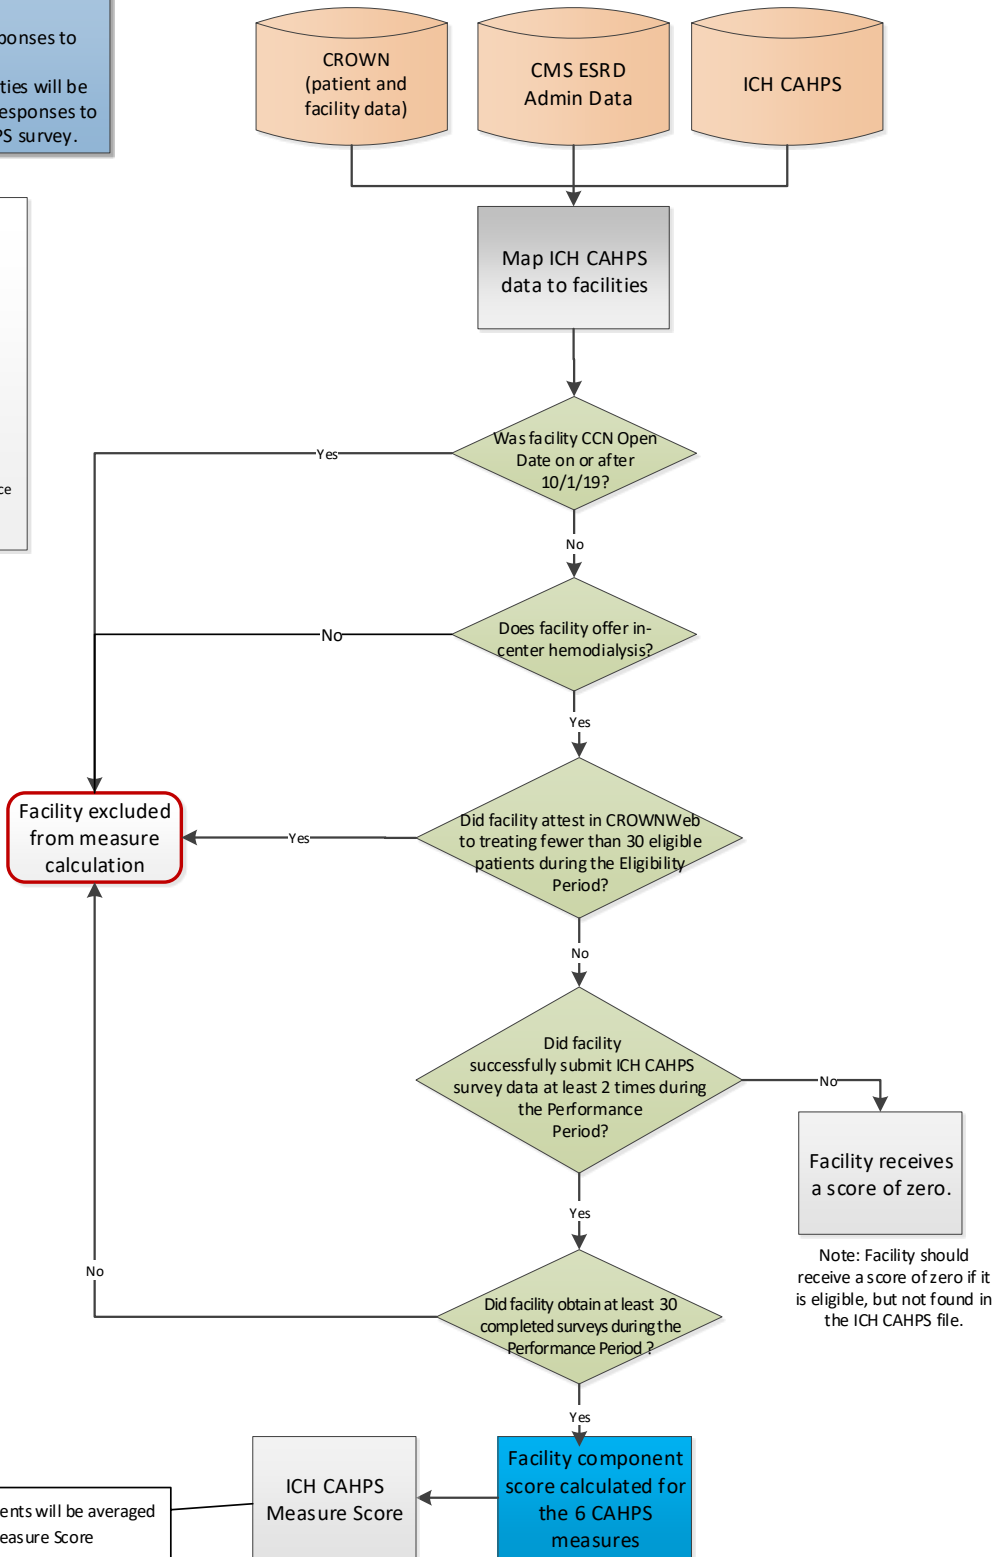 ponses to
ties will be
esponses to
PS survey.
CROWN
(patient and
facility data)
CMS ESRD
Admin Data
ICH CAHPS
Map ICH CAHPS
data to facilities
Was facility CCN Open
Date on or after
10/1/19?
Yes
ce
No
Does facility offer in-
center hemodialysis?
No
Yes
Facility excluded
from measure
calculation
Yes
Did facility attest in CROWNWeb
to treating fewer than 30 eligible
patients during the Eligibility
Period?
No
Did facility
successfully submit ICH CAHPS
survey data at least 2 times during
the Performance
Period?
No
Facility receives
a score of zero.
Yes
Note: Facility should
receive a score of zero if it
is eligible, but not found in
the ICH CAHPS file.
No
Did facility obtain at least 30
completed surveys during the
Performance Period ?
Yes
Facility component
score calculated for
the 6 CAHPS
measures
ICH CAHPS
Measure Score
ents will be averaged
easure Score